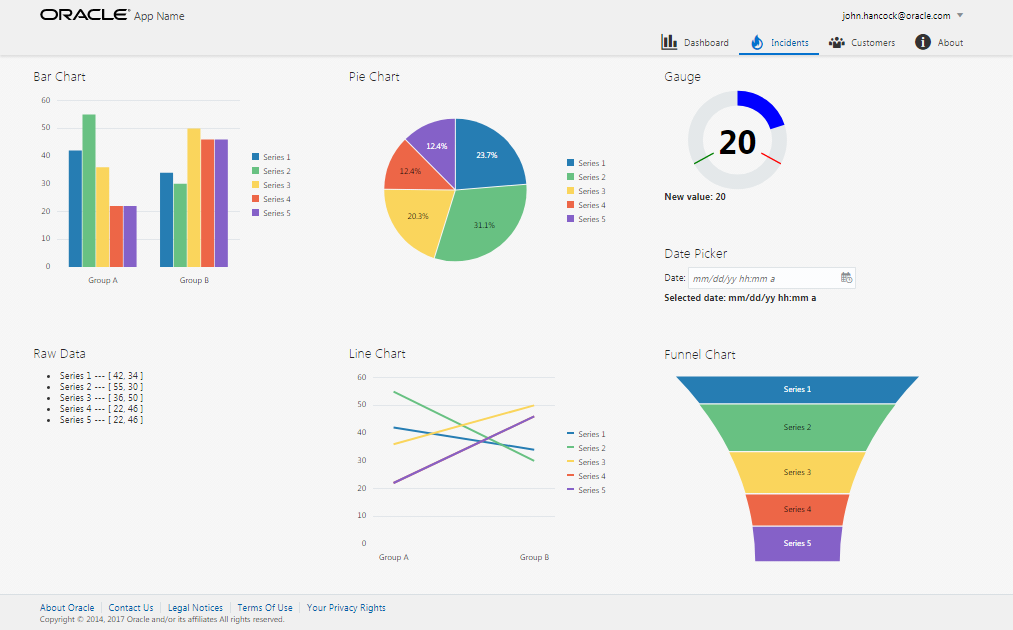 ORACLE® App Name
john.hancock@oracle.com
Dashboard
Incidents
Customers
About
Bar Chart
60
50
40
30
20
10
0
Group A
Group B
Series 1
Series 2
Series 3
Series 4
Series 5
Pie Chart
23.7%
31.1%
20.3%
12.4%
12.4%
Series 1
Series 2
Series 3
Series 4
Series 5
Gauge
20
New value: 20
Date Picker
Date: mm/dd/yy hh:mm a
Selected date: mm/dd/yy hh:mm a
Raw Data
Series 1 --- [ 42, 34 ]
Series 2 --- [ 55, 30 ]
Series 3 --- [ 36, 50 ]
Series 4 --- [ 22, 46 ]
Series 5 --- [ 22, 46 ]
Line Chart
60
50
40
30
20
10
0
Group A
Group B
Series 1
Series 2
Series 3
Series 4
Series 5
Funnel Chart
Series 1
Series 2
Series 3
Series 4
Series 5
About Oracle
Contact Us
Legal Notices
Terms Of Use
Your Privacy Rights
Copyright © 2014, 2017 Oracle and/or its affiliates All rights reserved.